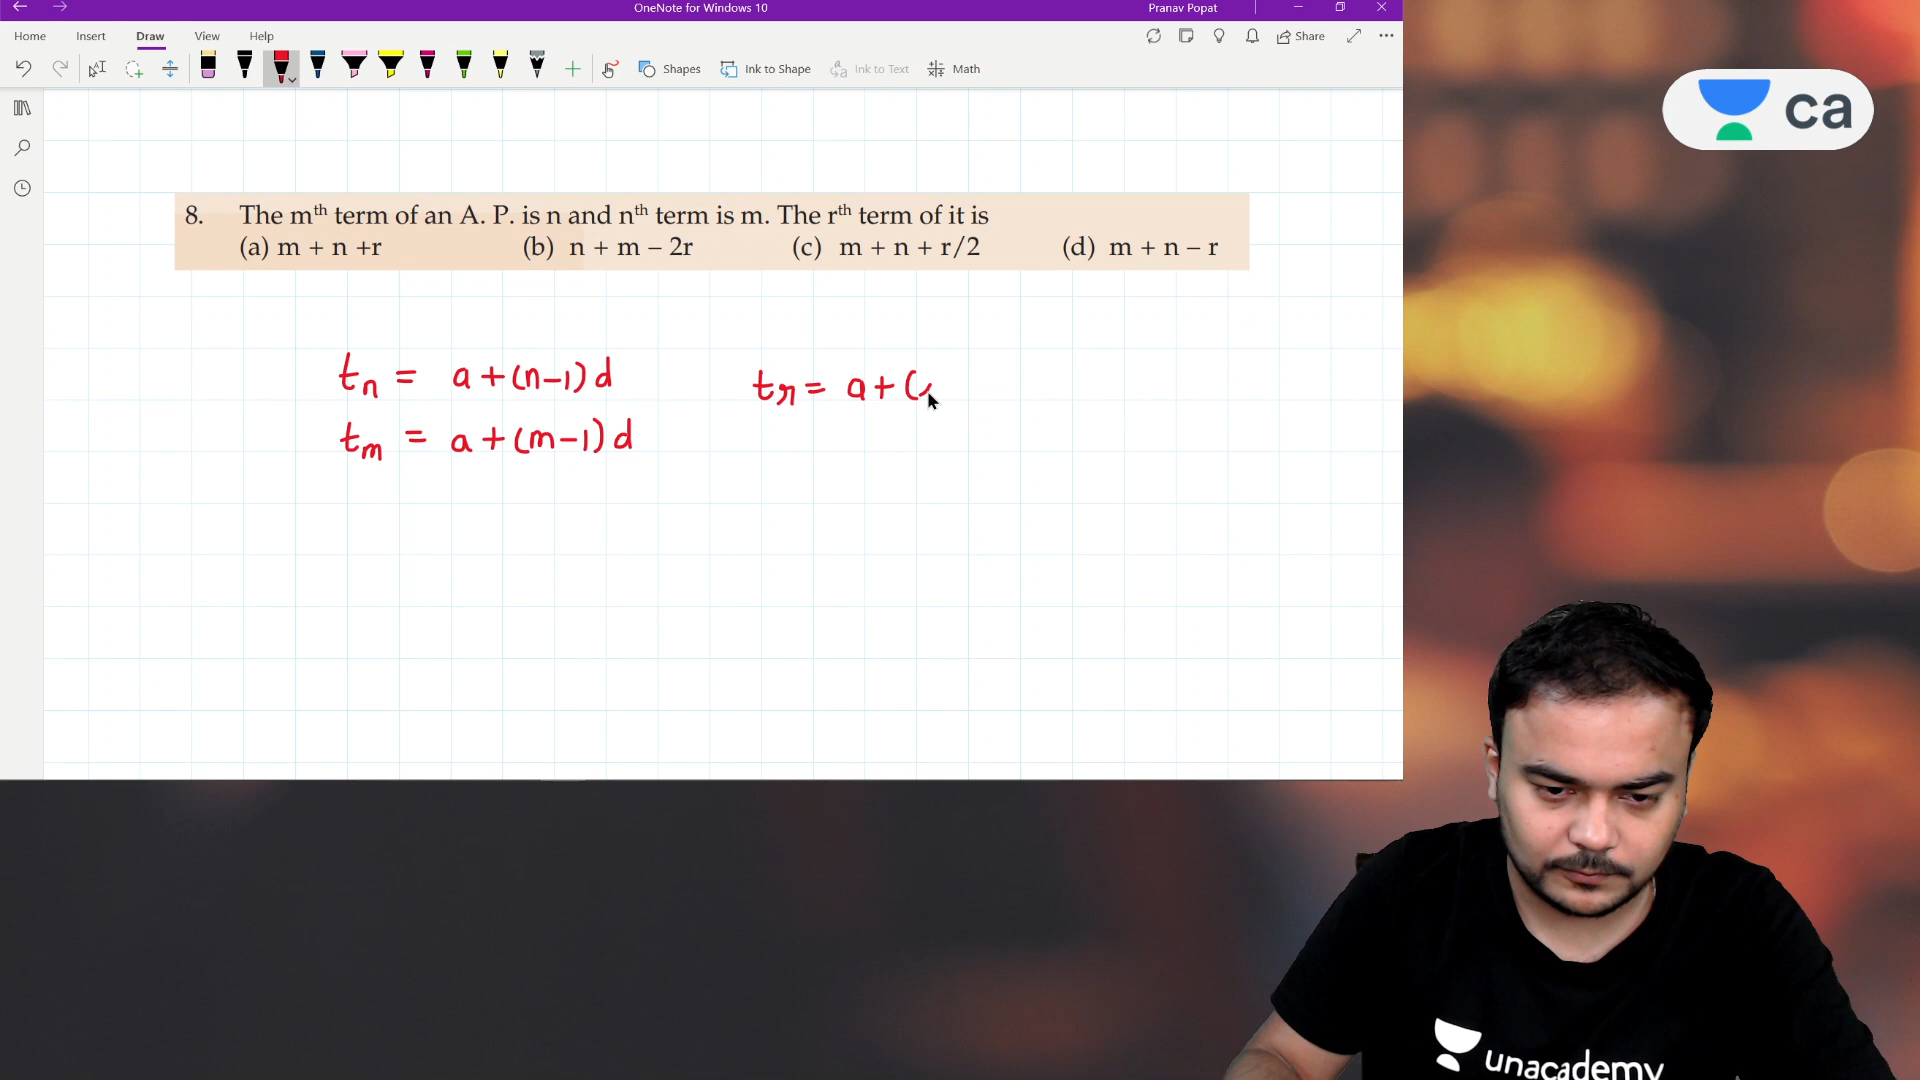 OneNote for Windows 10
Pranav Popat
Home Insert Draw View Help
Share
Shapes Ink to Shape Ink to Text Math
ca
8. The mth term of an A. P. is n and nth term is m. The rth term of it is
(a) m + n +r (b) n + m – 2r (c) m + n + r/2 (d) m + n – r
tn = a+(n-1)d
tr = a+(
tm = a+(m-1)d
unacademy